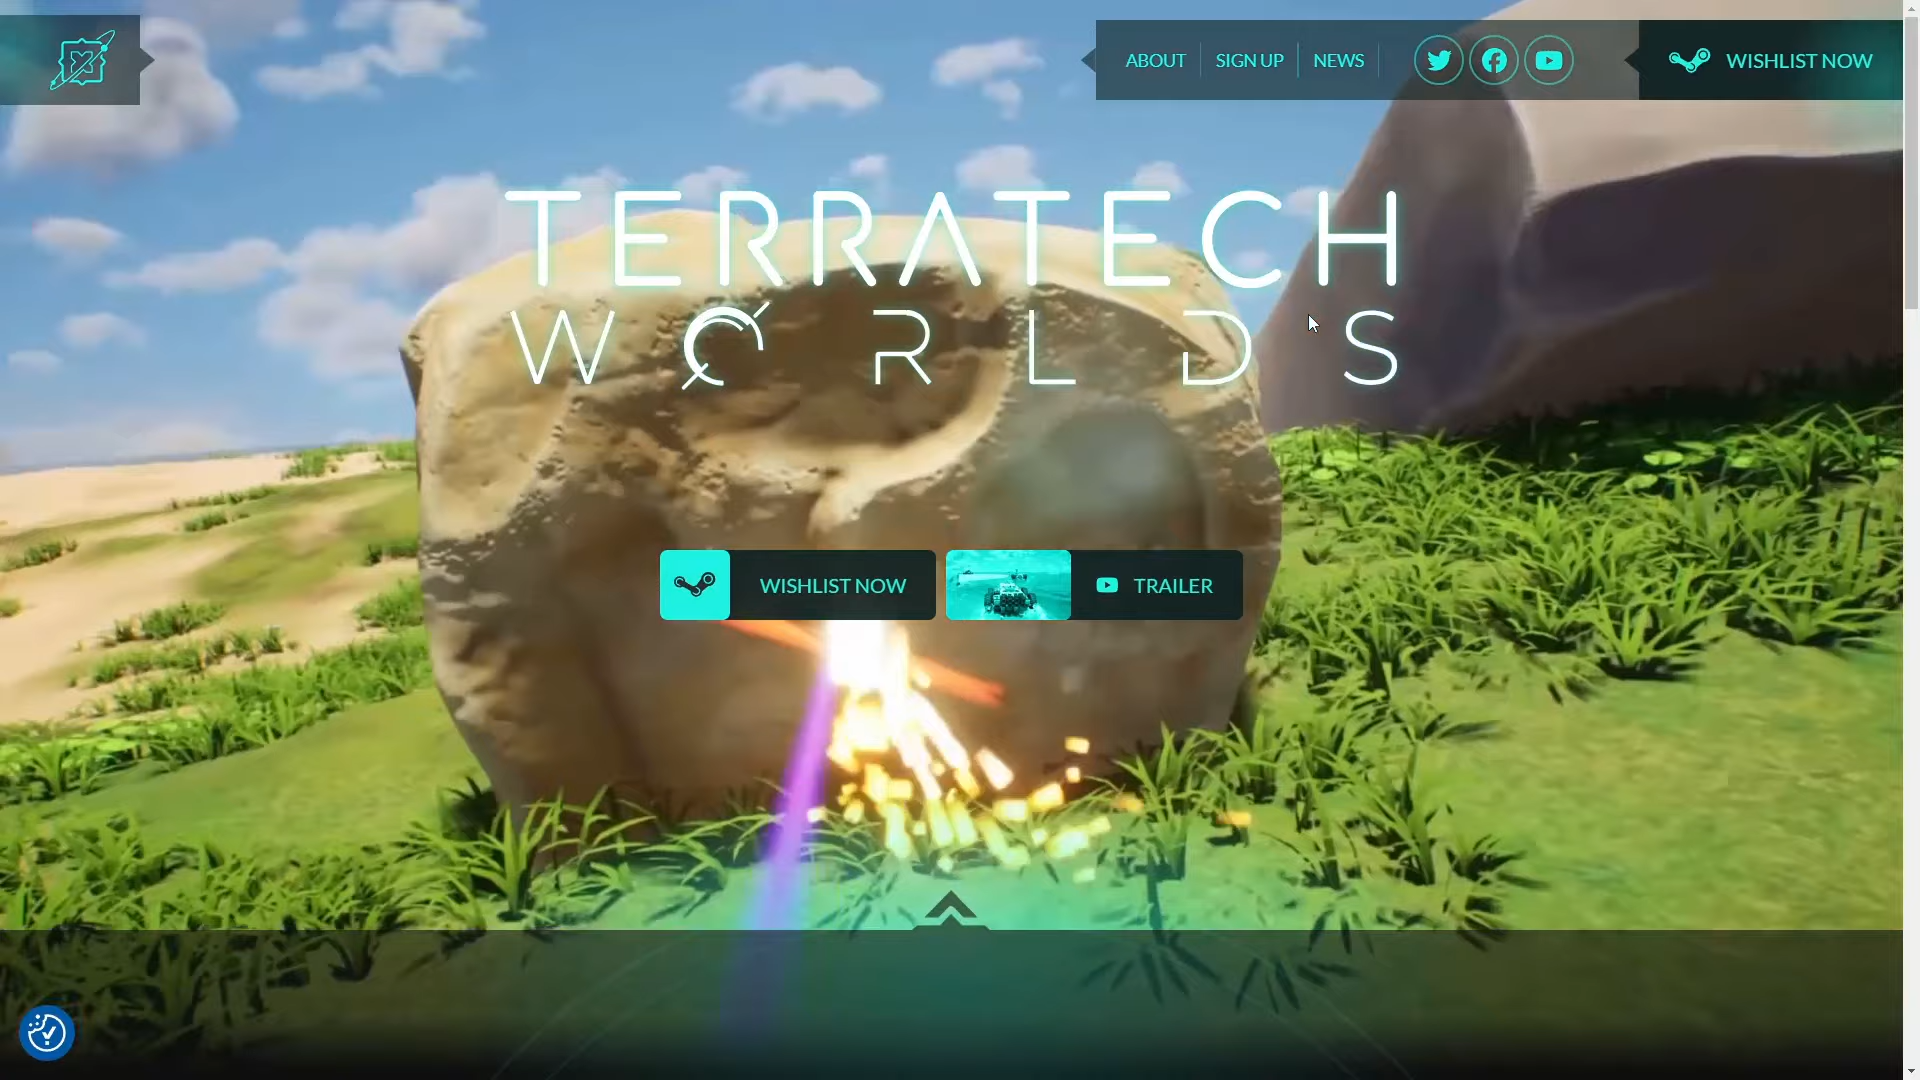 ABOUT
SIGN UP
NEWS
WISHLIST NOW
TERRATECH
WORLDS
WISHLIST NOW
TRAILER